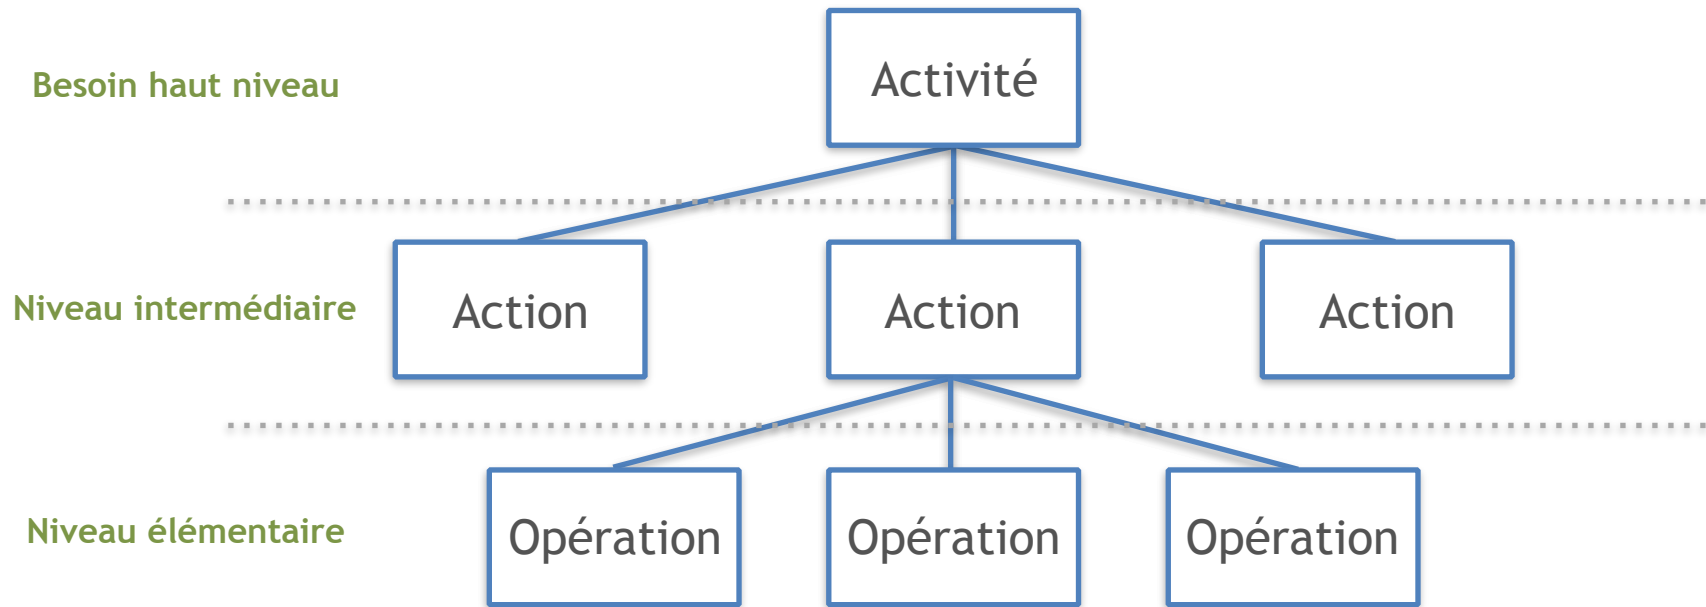 Besoin haut niveau
Activité
Niveau intermédiaire
Action
Action
Action
Niveau élémentaire
Opération
Opération
Opération